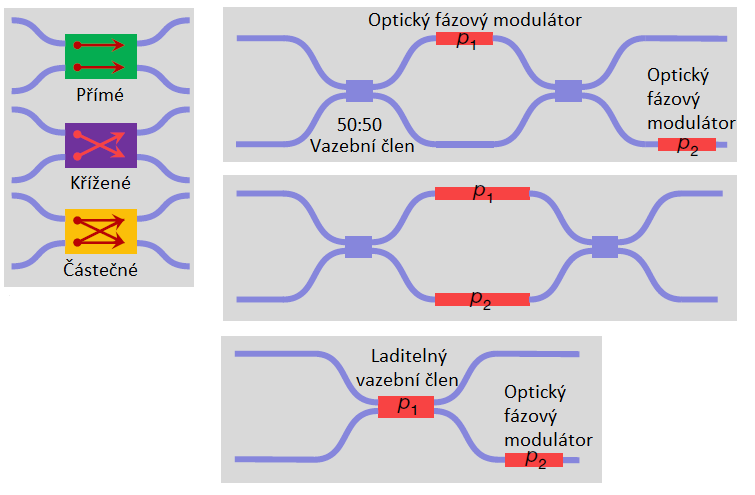 Přímé
Křížené
Částečné
Optický fázový modulátor
p1
50:50
Vazební člen
Optický
fázový
modulátor
p2
p1
p2
Laditelný
vazební člen
p1
Optický
fázový
modulátor
p2